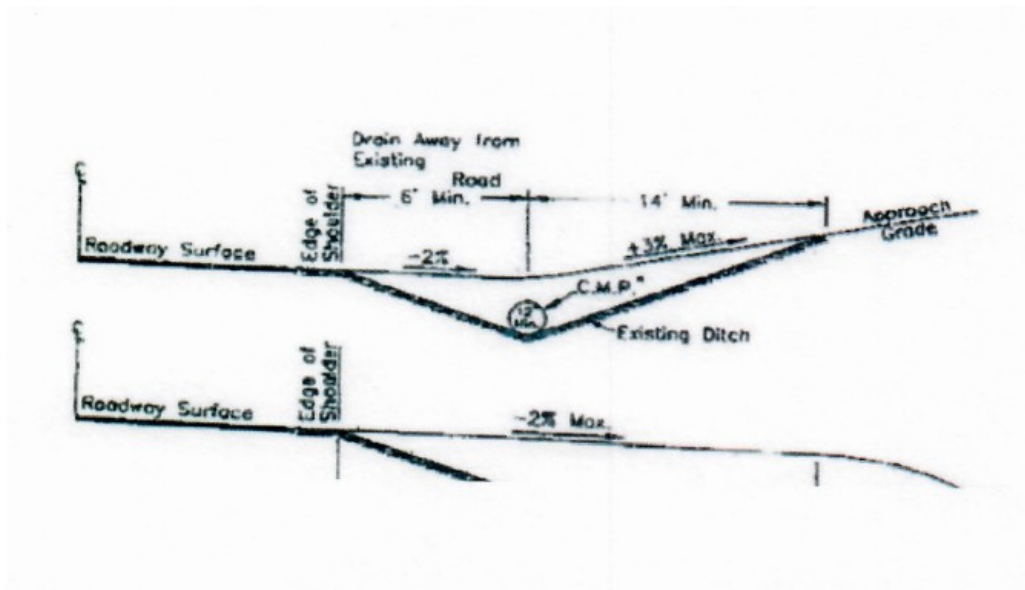 Drain Away from
Existing
Road
℄
Edge of
Shoulder
6' Min.
14' Min.
Approach
Grade
Roadway Surface
-2%
+3% Max.
C.M.P.*
12"
Min.
Existing Ditch
℄
Edge of
Shoulder
Roadway Surface
-2% Max.